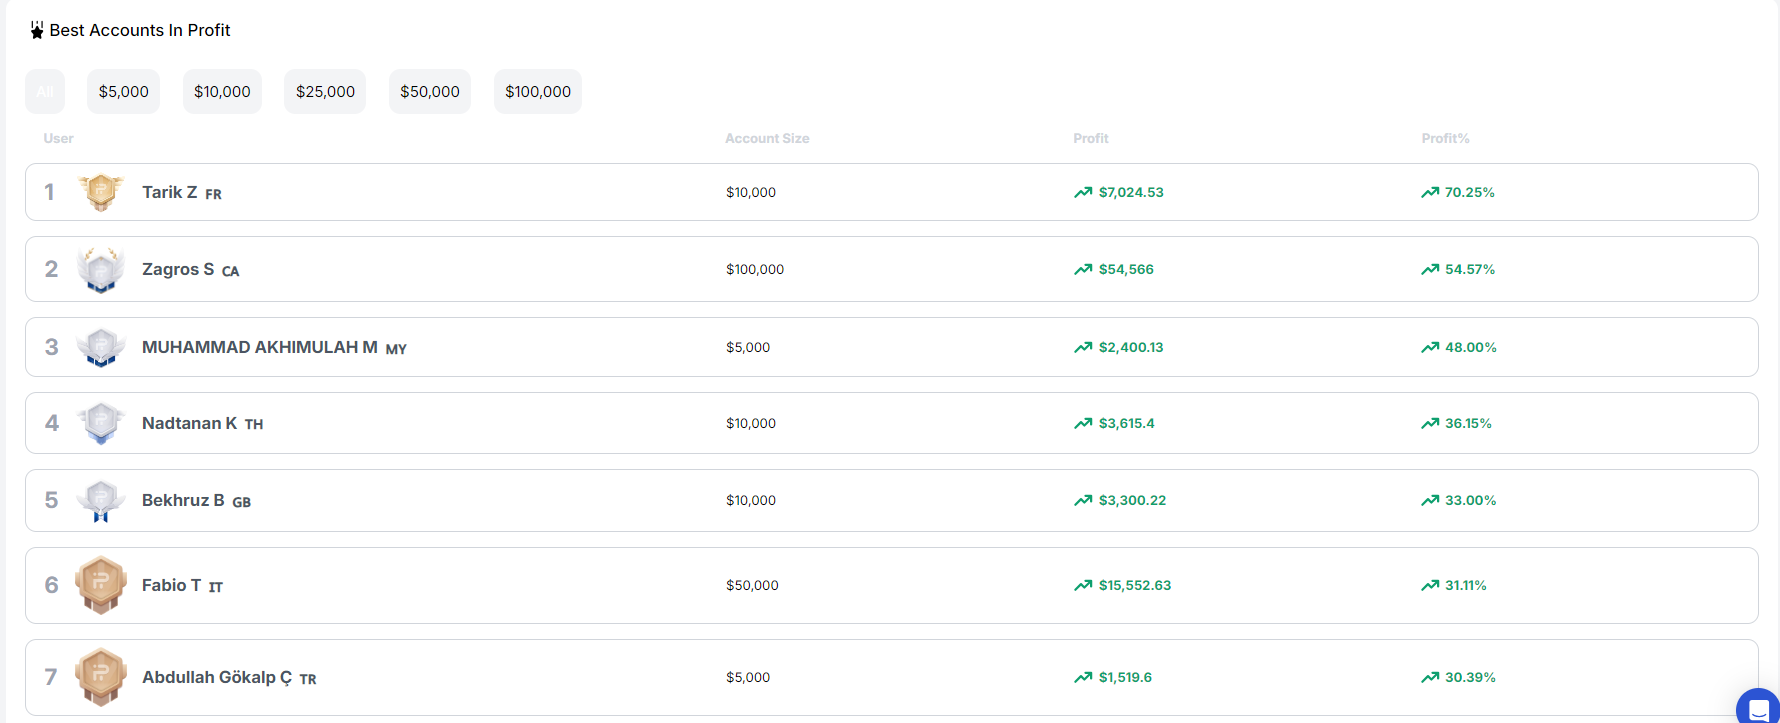 Best Accounts In Profit
All $5,000 $10,000 $25,000 $50,000 $100,000
User Account Size Profit Profit%
1 Tarik Z FR $10,000 $7,024.53 70.25%
2 Zagros S CA $100,000 $54,566 54.57%
3 MUHAMMAD AKHIMULAH M MY $5,000 $2,400.13 48.00%
4 Nadtanan K TH $10,000 $3,615.4 36.15%
5 Bekhruz B GB $10,000 $3,300.22 33.00%
6 Fabio T IT $50,000 $15,552.63 31.11%
7 Abdullah Gökalp Ç TR $5,000 $1,519.6 30.39%